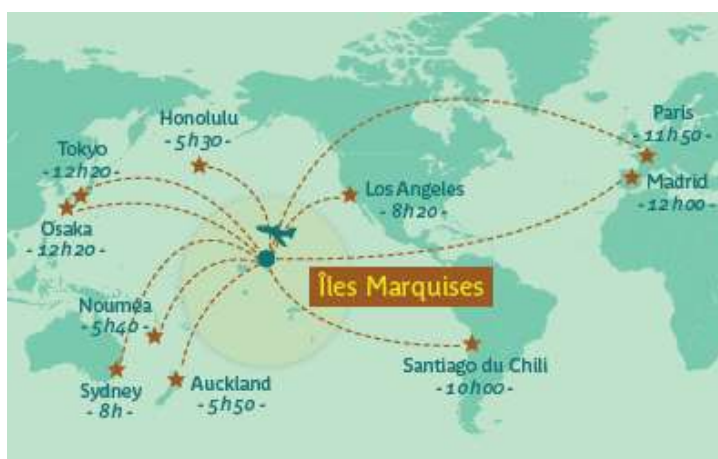 Honolulu
- 5h30 -
Paris
- 11h50 -
Tokyo
- 12h20 -
Los Angeles
- 8h20 -
Madrid
- 12h00 -
Osaka
- 12h20 -
Îles Marquises
Nouméa
- 5h40 -
Sydney
- 8h -
Auckland
- 5h50 -
Santiago du Chili
- 10h00 -